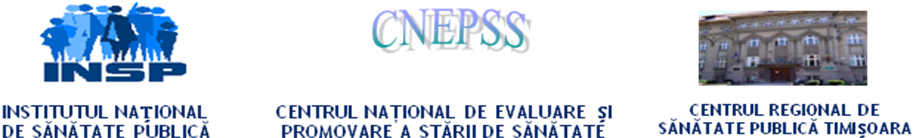 INSP
INSTITUTUL NAȚIONAL
DE SĂNĂTATE PUBLICĂ
CNEPSS
CENTRUL NAȚIONAL DE EVALUARE ȘI
PROMOVARE A STĂRII DE SĂNĂTATE
CENTRUL REGIONAL DE
SĂNĂTATE PUBLICĂ TIMIȘOARA